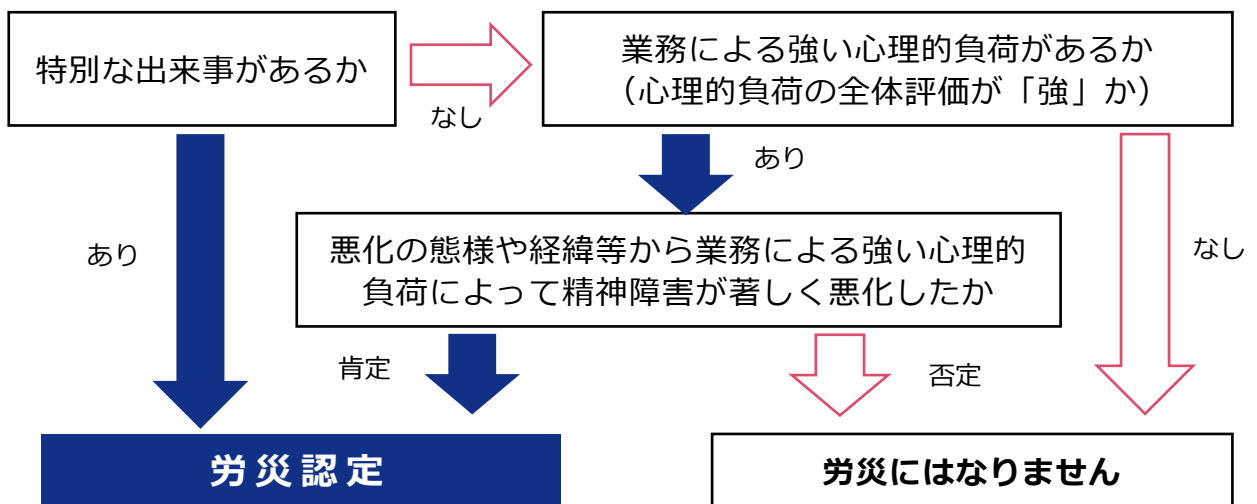 特別な出来事があるか
なし
業務による強い心理的負荷があるか
（心理的負荷の全体評価が「強」か）
あり
あり
なし
悪化の態様や経緯等から業務による強い心理的
負荷によって精神障害が著しく悪化したか
肯定
否定
労災認定
労災にはなりません